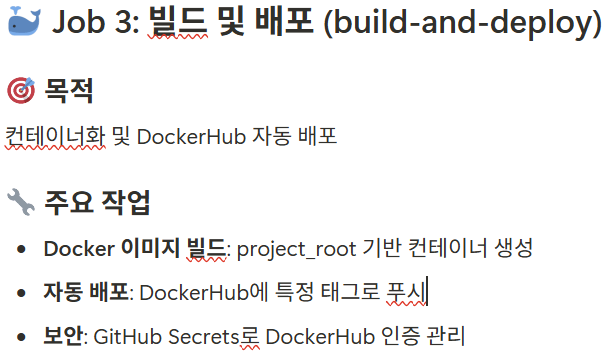 🐳 Job 3: 빌드 및 배포 (build-and-deploy)
🎯 목적
컨테이너화 및 DockerHub 자동 배포
🔧 주요 작업
• Docker 이미지 빌드: project_root 기반 컨테이너 생성
• 자동 배포: DockerHub에 특정 태그로 푸시
• 보안: GitHub Secrets로 DockerHub 인증 관리